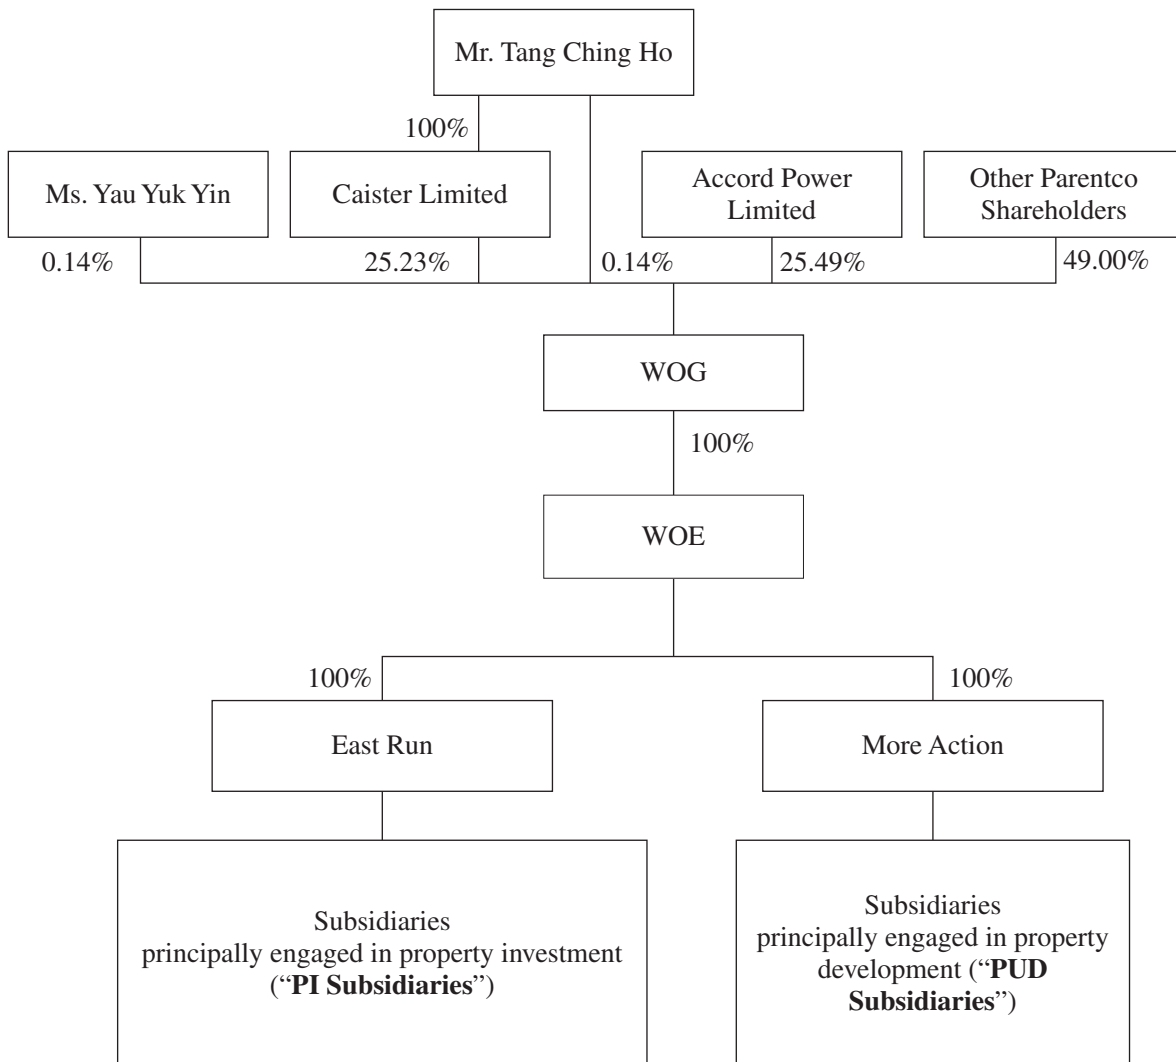 Mr. Tang Ching Ho
100%
Ms. Yau Yuk Yin
Caister Limited
Accord Power
Limited
Other Parentco
Shareholders
0.14%
25.23%
0.14%
25.49%
49.00%
WOG
100%
WOE
100%
100%
East Run
More Action
Subsidiaries
principally engaged in property investment
(“PI Subsidiaries”)
Subsidiaries
principally engaged in property
development (“PUD
Subsidiaries”)